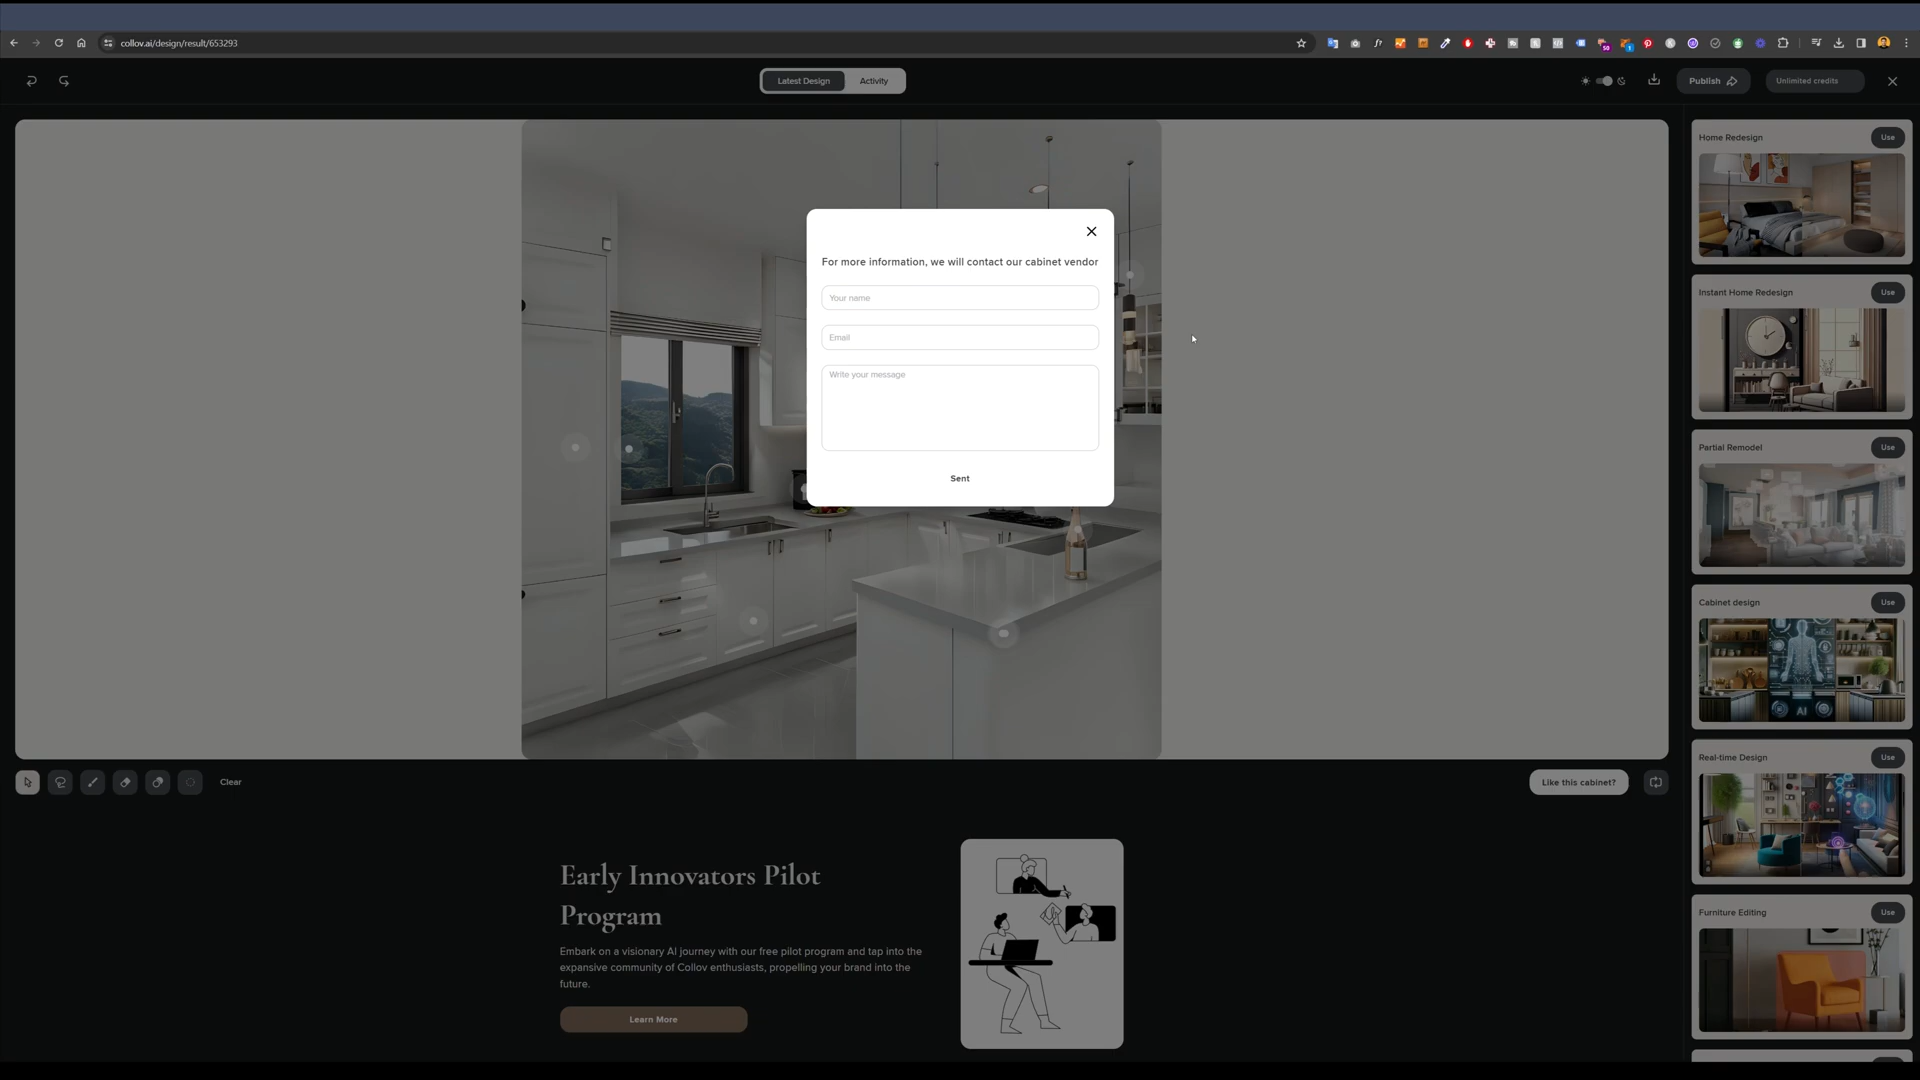 collov.ai/design/result/653293
50
1
Latest Design
Activity
Publish
Unlimited credits
For more information, we will contact our cabinet vendor
Your name
Email
Write your message
Sent
Home Redesign
Use
Instant Home Redesign
Use
Partial Remodel
Use
Cabinet design
Use
AI
Real-time Design
Use
Furniture Editing
Use
Clear
Like this cabinet?
Early Innovators Pilot
Program
Embark on a visionary AI journey with our free pilot program and tap into the
expansive community of Collov enthusiasts, propelling your brand into the
future.
Learn More